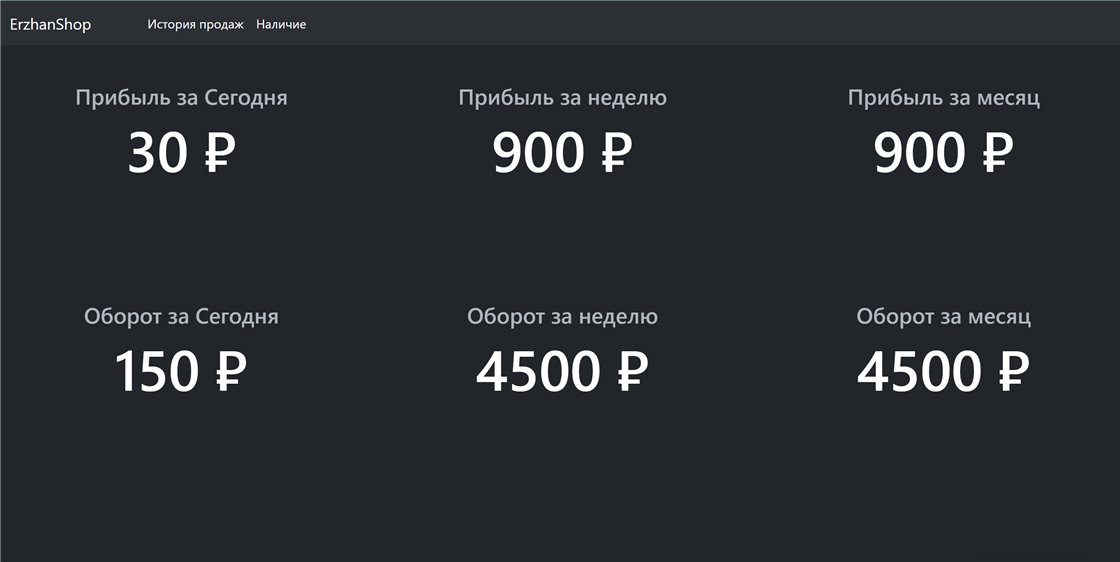 ErzhanShop История продаж Наличие
Прибыль за Сегодня Прибыль за неделю Прибыль за месяц
30 ₽ 900 ₽ 900 ₽
Оборот за Сегодня Оборот за неделю Оборот за месяц
150 ₽ 4500 ₽ 4500 ₽